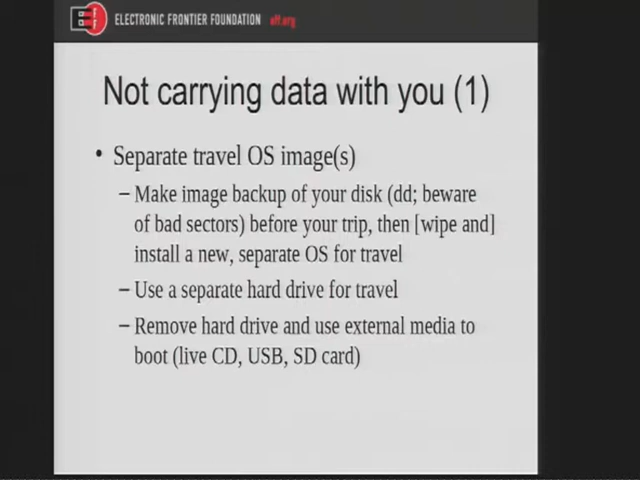 EFF ELECTRONIC FRONTIER FOUNDATION eff.org
Not carrying data with you (1)
• Separate travel OS image(s)
– Make image backup of your disk (dd; beware
of bad sectors) before your trip, then [wipe and]
install a new, separate OS for travel
– Use a separate hard drive for travel
– Remove hard drive and use external media to
boot (live CD, USB, SD card)